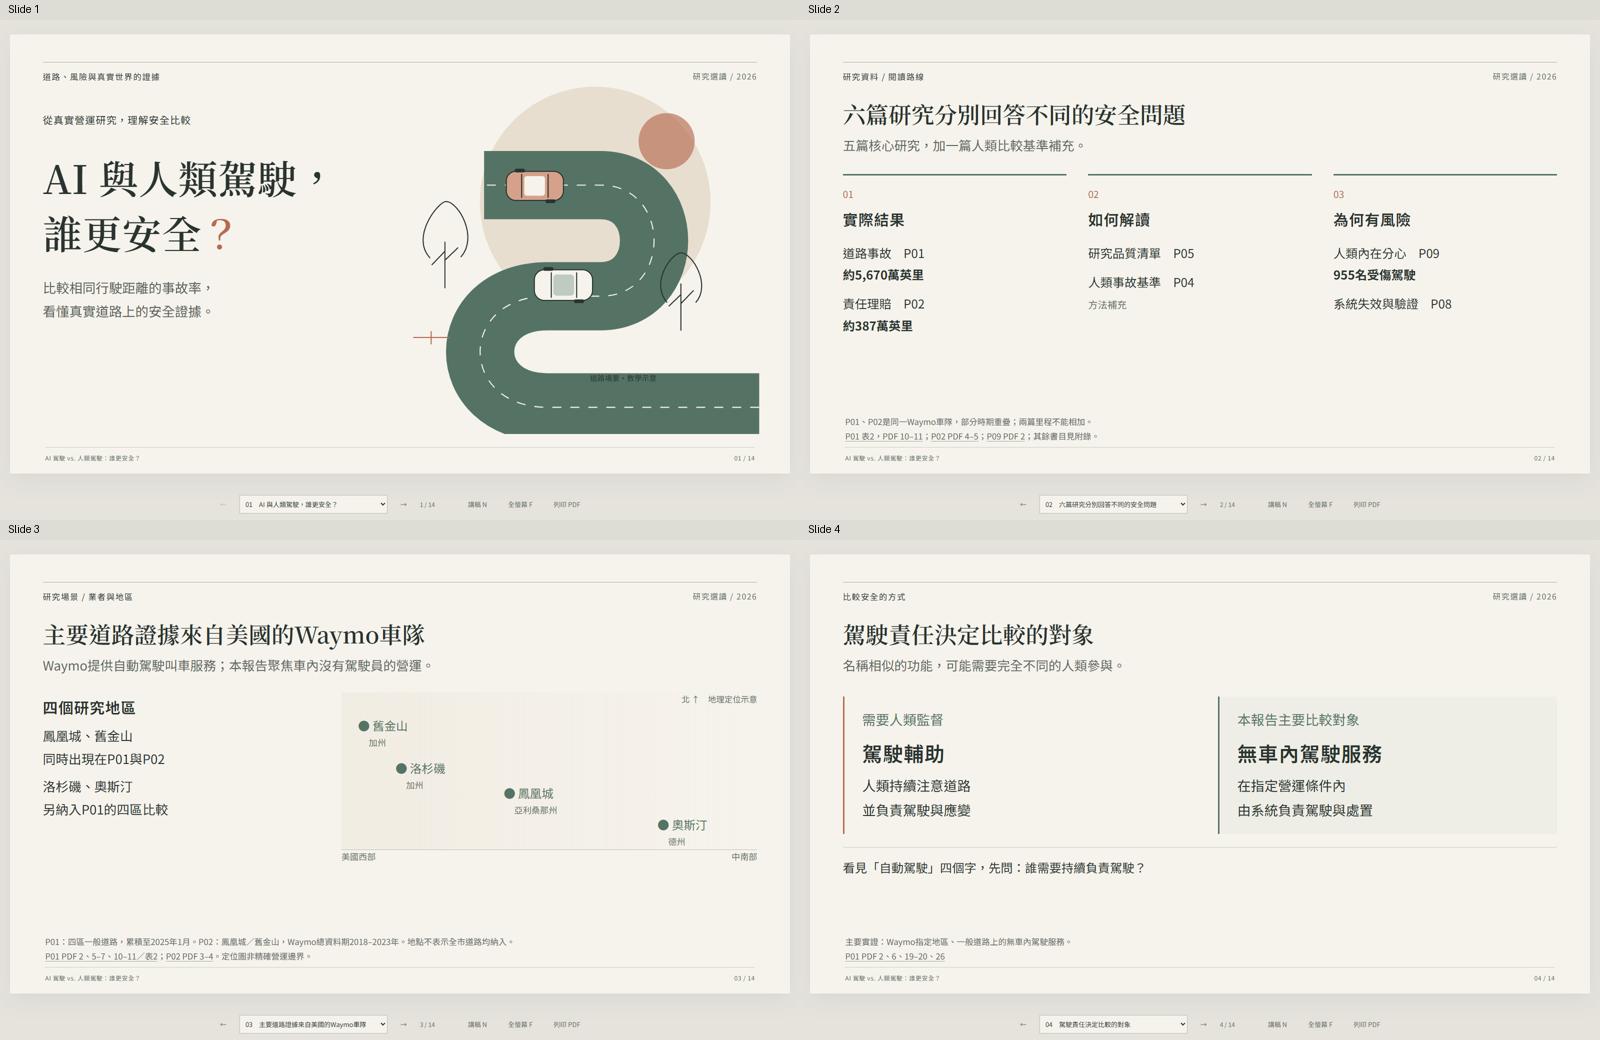 Slide 1
道路、風險與真實世界的證據
研究選讀 / 2026
從真實營運研究，理解安全比較
AI 與人類駕駛，
誰更安全？
比較相同行駛距離的事故率，
看懂真實道路上的安全證據。
道路場景・教學示意
AI 駕駛 vs. 人類駕駛：誰更安全？
01 / 14
←
01 AI 與人類駕駛，誰更安全？
→
1 / 14
講稿 N
全螢幕 F
列印 PDF
Slide 2
研究資料 / 閱讀路線
研究選讀 / 2026
六篇研究分別回答不同的安全問題
五篇核心研究，加一篇人類比較基準補充。
01
實際結果
道路事故 P01
約5,670萬英里
責任理賠 P02
約387萬英里
02
如何解讀
研究品質清單 P05
人類事故基準 P04
方法補充
03
為何有風險
人類內在分心 P09
955名受傷駕駛
系統失效與驗證 P08
P01、P02是同一Waymo車隊，部分時期重疊；兩篇里程不能相加。
P01 表2，PDF 10–11；P02 PDF 4–5；P09 PDF 2；其餘書目見附錄。
AI 駕駛 vs. 人類駕駛：誰更安全？
02 / 14
←
02 六篇研究分別回答不同的安全問題
→
2 / 14
講稿 N
全螢幕 F
列印 PDF
Slide 3
研究場景 / 業者與地區
研究選讀 / 2026
主要道路證據來自美國的Waymo車隊
Waymo提供自動駕駛叫車服務；本報告聚焦車內沒有駕駛員的營運。
四個研究地區
鳳凰城、舊金山
同時出現在P01與P02
洛杉磯、奧斯汀
另納入P01的四區比較
北 ↑ 地理定位示意
舊金山
加州
洛杉磯
加州
鳳凰城
亞利桑那州
奧斯汀
德州
美國西部
中南部
P01：四區一般道路，累積至2025年1月。P02：鳳凰城／舊金山，Waymo總資料期2018–2023年。地點不表示全市道路均納入。
P01 PDF 2、5–7、10–11／表2；P02 PDF 3–4。定位圖非精確營運邊界。
AI 駕駛 vs. 人類駕駛：誰更安全？
03 / 14
←
03 主要道路證據來自美國的Waymo車隊
→
3 / 14
講稿 N
全螢幕 F
列印 PDF
Slide 4
比較安全的方式
研究選讀 / 2026
駕駛責任決定比較的對象
名稱相似的功能，可能需要完全不同的人類參與。
需要人類監督
駕駛輔助
人類持續注意道路
並負責駕駛與應變
本報告主要比較對象
無車內駕駛服務
在指定營運條件內
由系統負責駕駛與處置
看見「自動駕駛」四個字，先問：誰需要持續負責駕駛？
主要實證：Waymo指定地區、一般道路上的無車內駕駛服務。
P01 PDF 2、6、19–20、26
AI 駕駛 vs. 人類駕駛：誰更安全？
04 / 14
←
04 駕駛責任決定比較的對象
→
4 / 14
講稿 N
全螢幕 F
列印 PDF